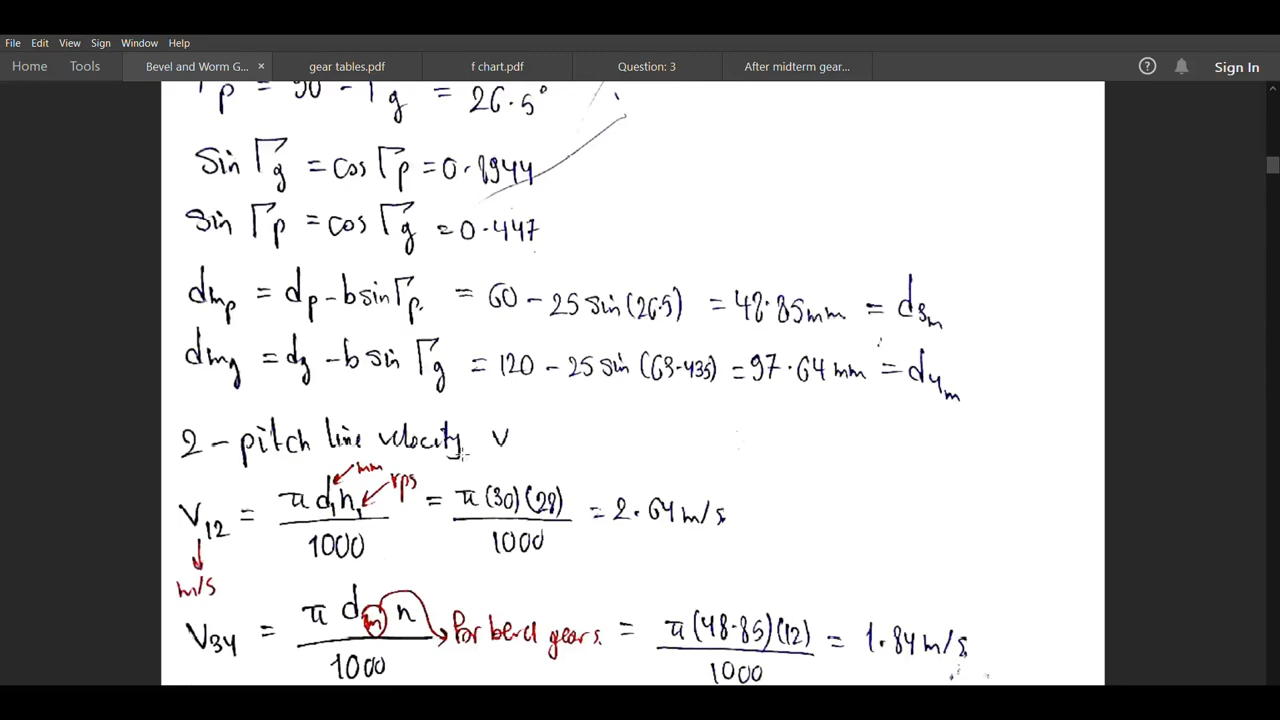 File Edit View Sign Window Help
Home Tools Bevel and Worm G... × gear tables.pdf f chart.pdf Question: 3 After midterm gear... ? Sign In
Γp = 90 - Γg = 26.5°
Sin Γg = cos Γp = 0.8944
Sin Γp = cos Γg = 0.447
dmp = dp - b sin Γp = 60 - 25 sin(26.5) = 48.85mm = d3m
dmg = dg - b sin Γg = 120 - 25 sin(63.435) = 97.64 mm = d4m
2 - pitch line velocity V
mm
rps
V12 = π d1 n1 / 1000 = π (30)(28) / 1000 = 2.64 m/s
m/s
V34 = π dm n / 1000 For bevel gears. = π (48.85)(12) / 1000 = 1.84 m/s